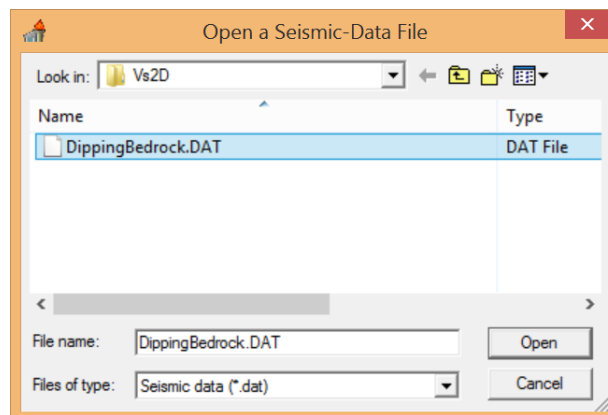 Open a Seismic-Data File
Look in: Vs2D
Name Type
DippingBedrock.DAT DAT File
File name: DippingBedrock.DAT Open
Files of type: Seismic data (*.dat) Cancel